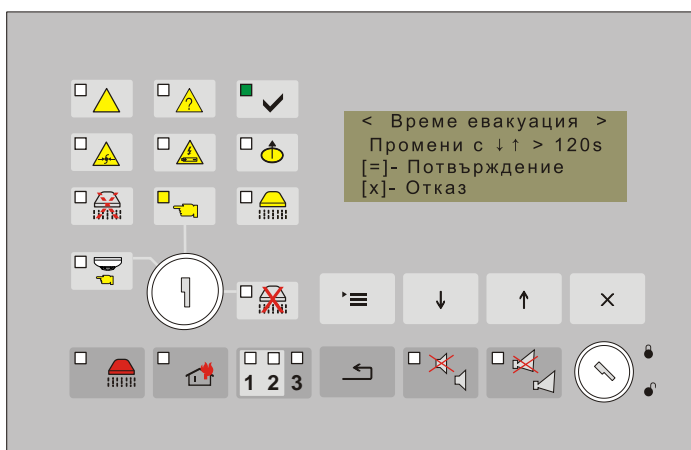 ?
< Време евакуация >
Промени с ↓↑ > 120s
[=]- Потвърждение
[x]- Отказ
1 2 3